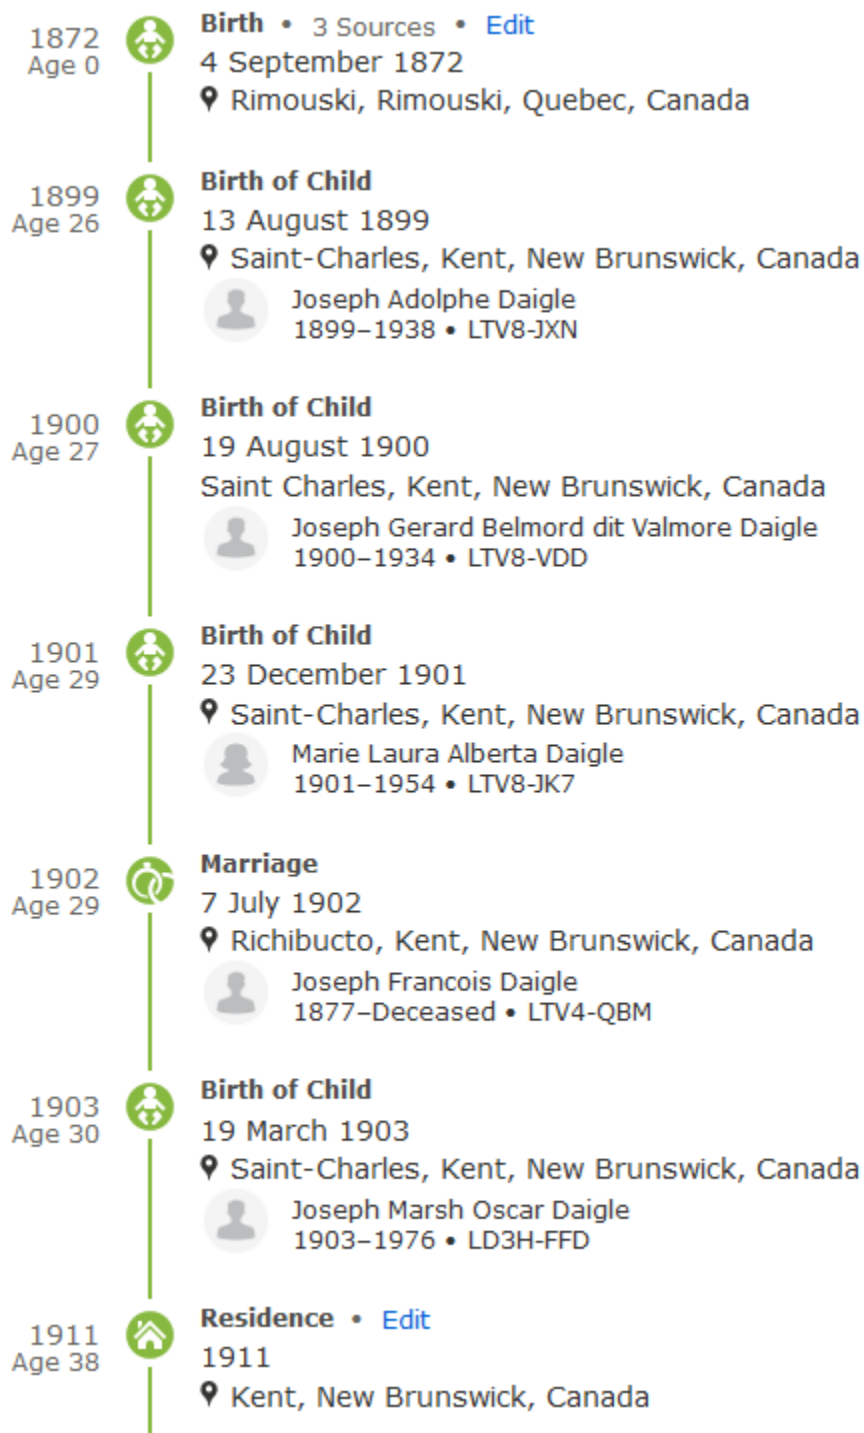 1872
Age 0
Birth • 3 Sources • Edit
4 September 1872
Rimouski, Rimouski, Quebec, Canada
1899
Age 26
Birth of Child
13 August 1899
Saint-Charles, Kent, New Brunswick, Canada
Joseph Adolphe Daigle
1899–1938 • LTV8-JXN
1900
Age 27
Birth of Child
19 August 1900
Saint Charles, Kent, New Brunswick, Canada
Joseph Gerard Belmord dit Valmore Daigle
1900–1934 • LTV8-VDD
1901
Age 29
Birth of Child
23 December 1901
Saint-Charles, Kent, New Brunswick, Canada
Marie Laura Alberta Daigle
1901–1954 • LTV8-JK7
1902
Age 29
Marriage
7 July 1902
Richibucto, Kent, New Brunswick, Canada
Joseph Francois Daigle
1877–Deceased • LTV4-QBM
1903
Age 30
Birth of Child
19 March 1903
Saint-Charles, Kent, New Brunswick, Canada
Joseph Marsh Oscar Daigle
1903–1976 • LD3H-FFD
1911
Age 38
Residence • Edit
1911
Kent, New Brunswick, Canada